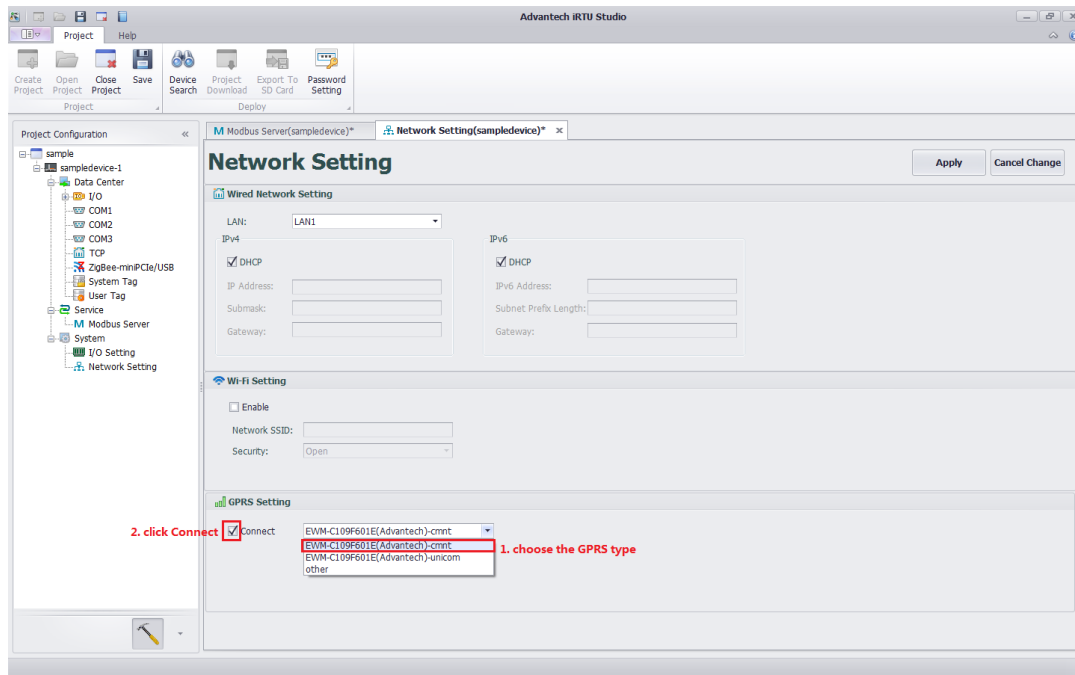 Advantech iRTU Studio
Project Help
Create Project
Open Project
Close Project
Save
Device Search
Project Download
Export To SD Card
Password Setting
Project
Deploy
Project Configuration «
sample
sampledevice-1
Data Center
I/O
COM1
COM2
COM3
TCP
ZigBee-miniPCIe/USB
System Tag
User Tag
Service
Modbus Server
System
I/O Setting
Network Setting
Modbus Server(sampledevice)*
Network Setting(sampledevice)*
Network Setting
Apply
Cancel Change
Wired Network Setting
LAN: LAN1
IPv4
DHCP
IP Address:
Submask:
Gateway:
IPv6
DHCP
IPv6 Address:
Subnet Prefix Length:
Gateway:
Wi-Fi Setting
Enable
Network SSID:
Security: Open
GPRS Setting
2. click Connect
Connect
EWM-C109F601E(Advantech)-cmnt
EWM-C109F601E(Advantech)-cmnt
1. choose the GPRS type
EWM-C109F601E(Advantech)-unicom
other